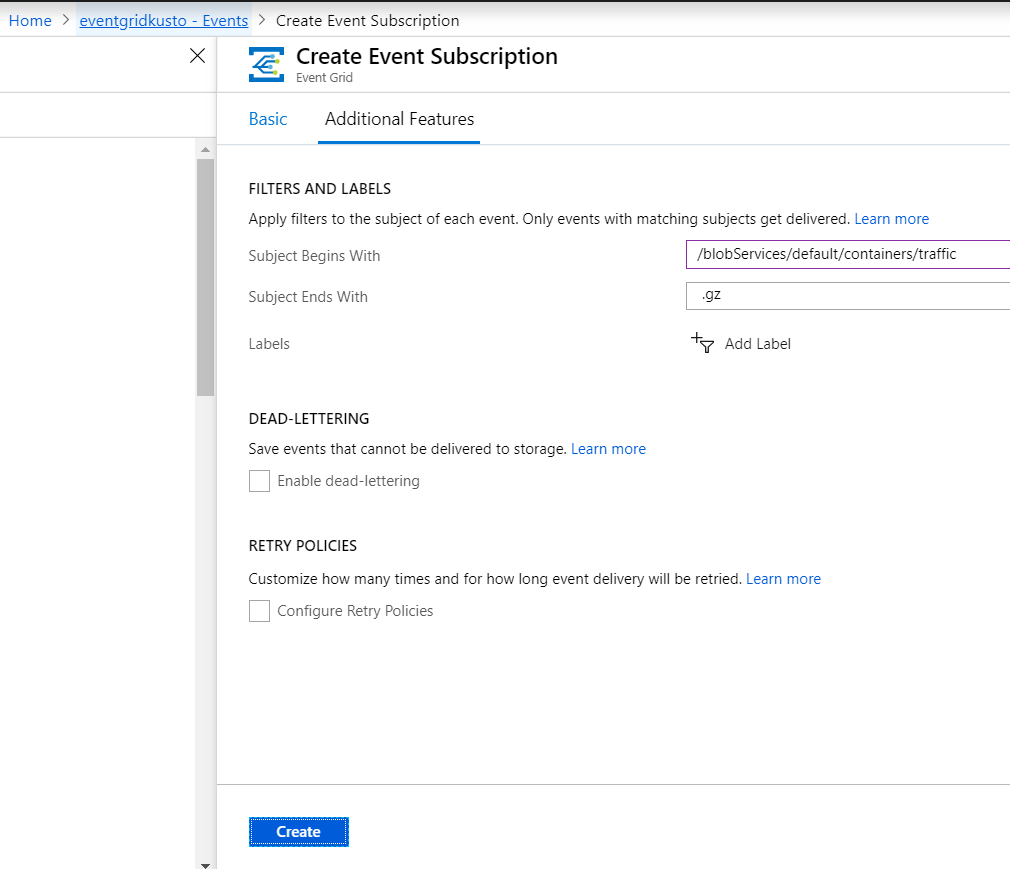 Home > eventgridkusto - Events > Create Event Subscription
Create Event Subscription
Event Grid
Basic Additional Features
FILTERS AND LABELS
Apply filters to the subject of each event. Only events with matching subjects get delivered. Learn more
Subject Begins With /blobServices/default/containers/traffic
Subject Ends With .gz
Labels Add Label
DEAD-LETTERING
Save events that cannot be delivered to storage. Learn more
Enable dead-lettering
RETRY POLICIES
Customize how many times and for how long event delivery will be retried. Learn more
Configure Retry Policies
Create